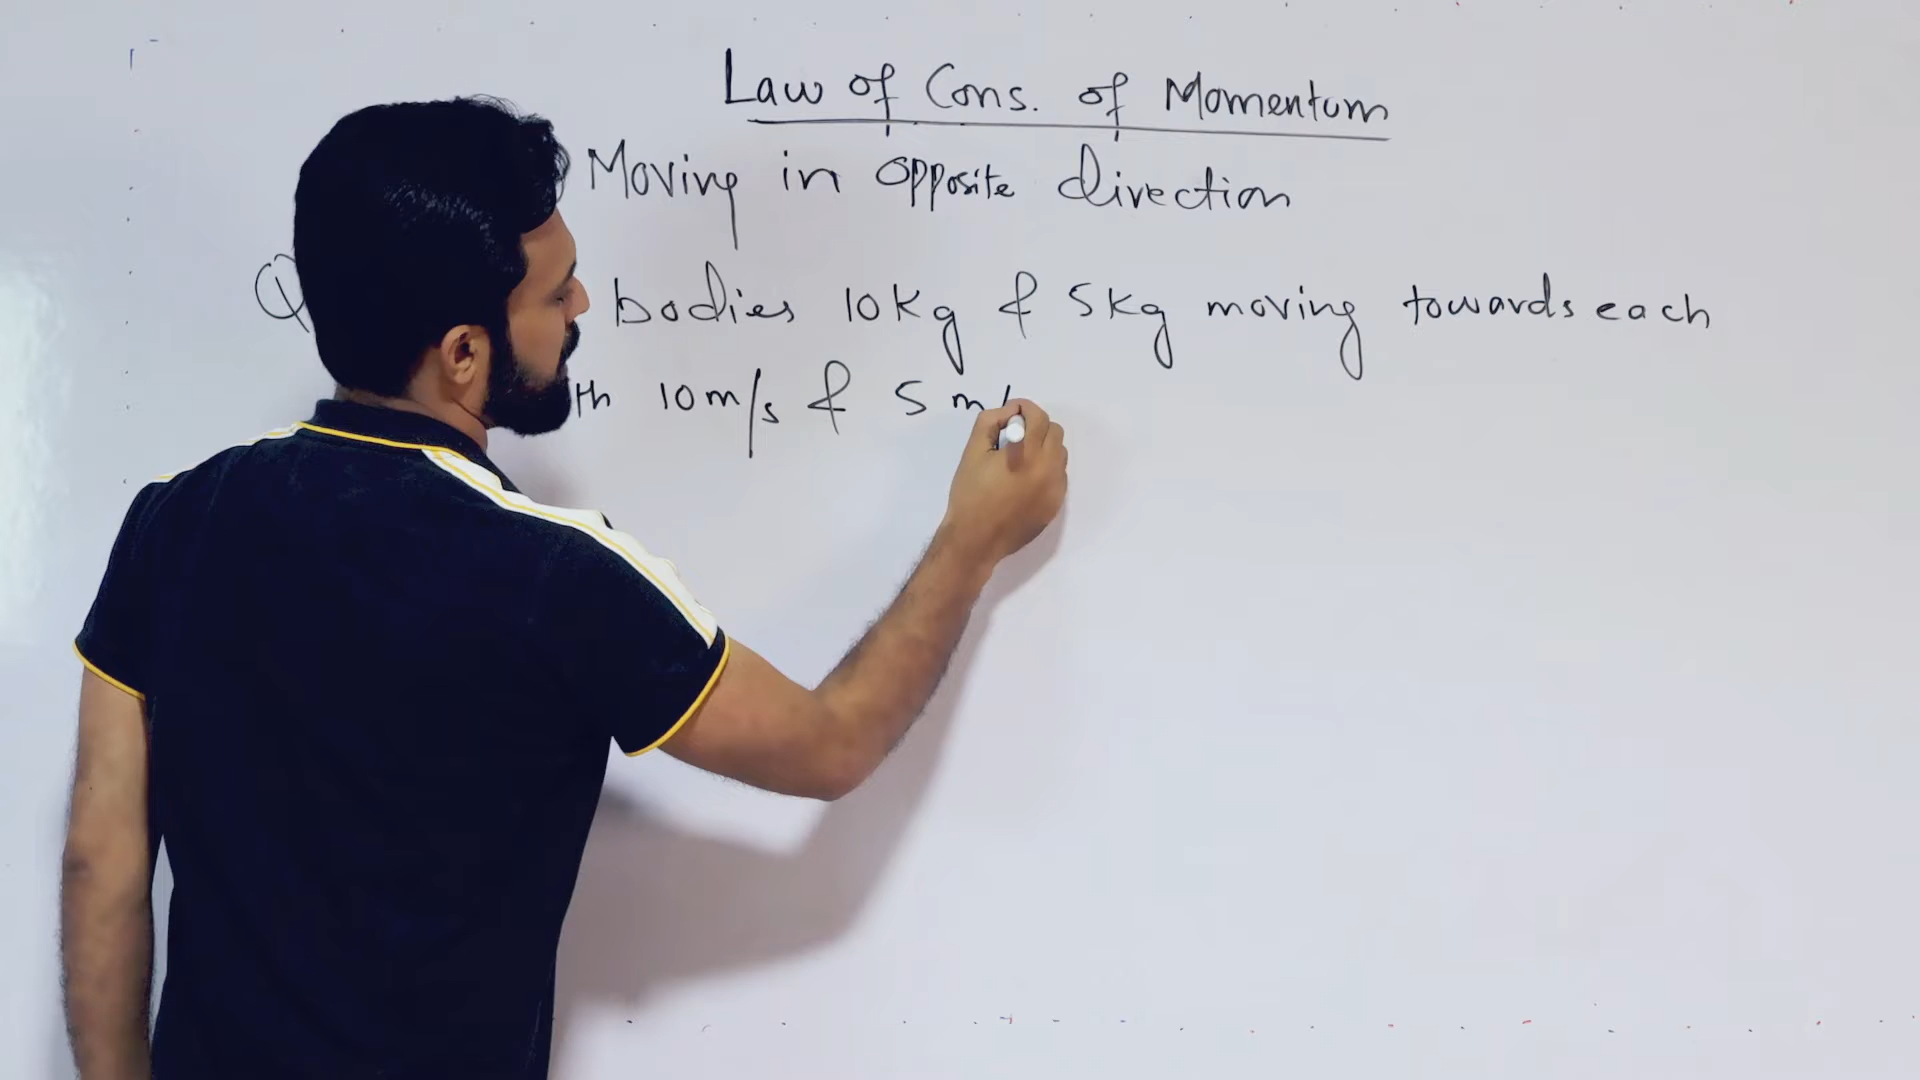 Law of Cons. of Momentum
Moving in opposite direction
Q bodies 10kg & 5kg moving towards each
th 10m/s & 5 m/